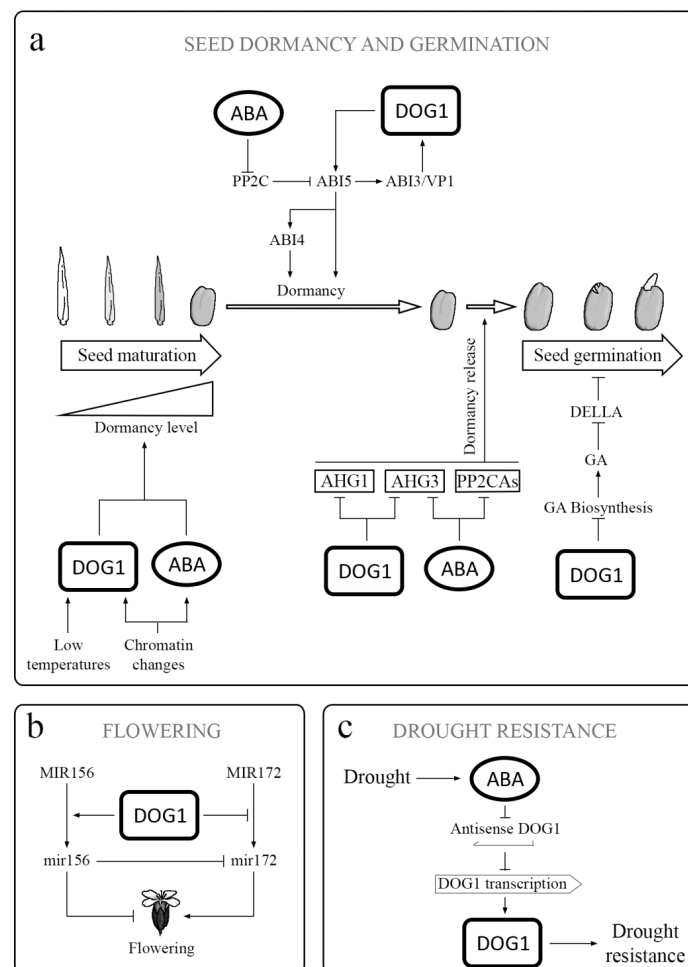 a
SEED DORMANCY AND GERMINATION
ABA
DOG1
PP2C
ABI5
ABI3/VP1
ABI4
Dormancy
Seed maturation
Seed germination
Dormancy level
Dormancy release
DELLA
GA
GA Biosynthesis
AHG1
AHG3
PP2CAs
DOG1
ABA
DOG1
ABA
DOG1
Low
temperatures
Chromatin
changes
b
FLOWERING
MIR156
MIR172
DOG1
mir156
mir172
Flowering
c
DROUGHT RESISTANCE
Drought
ABA
Antisense DOG1
DOG1 transcription
DOG1
Drought
resistance